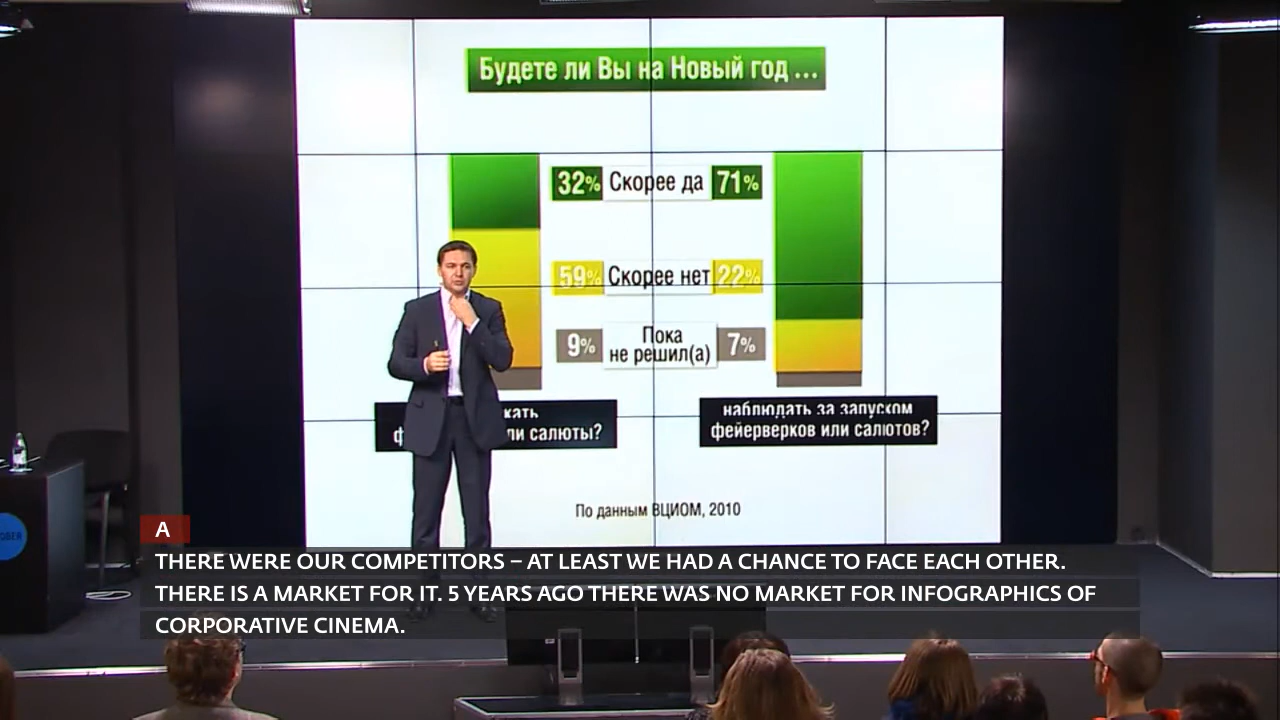 Будете ли Вы на Новый год ...
32% Скорее да 71%
59% Скорее нет 22%
9% Пока не решил(а) 7%
ли салюты?
наблюдать за запуском
фейерверков или салютов?
По данным ВЦИОМ, 2010
A
THERE WERE OUR COMPETITORS – AT LEAST WE HAD A CHANCE TO FACE EACH OTHER.
THERE IS A MARKET FOR IT. 5 YEARS AGO THERE WAS NO MARKET FOR INFOGRAPHICS OF
CORPORATIVE CINEMA.